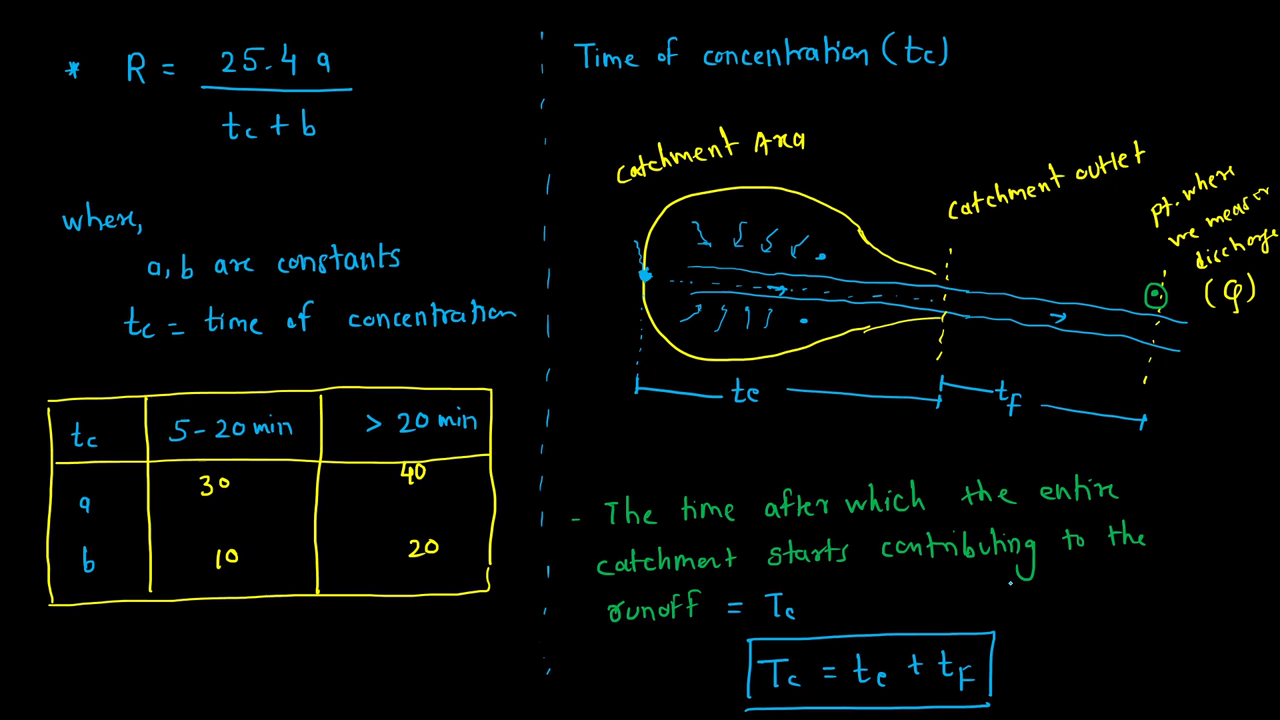 * R = 25.4 a
tc + b
where,
a, b are constants
tc = time of concentration
tc 5-20 min > 20 min
a 30 40
b 10 20
Time of concentration (tc)
Catchment Area
Catchment outlet
pt. where
we measure
discharge
(Q)
te
tF
- The time after which the entire
catchment starts contributing to the
runoff = Tc
Tc = te + tF